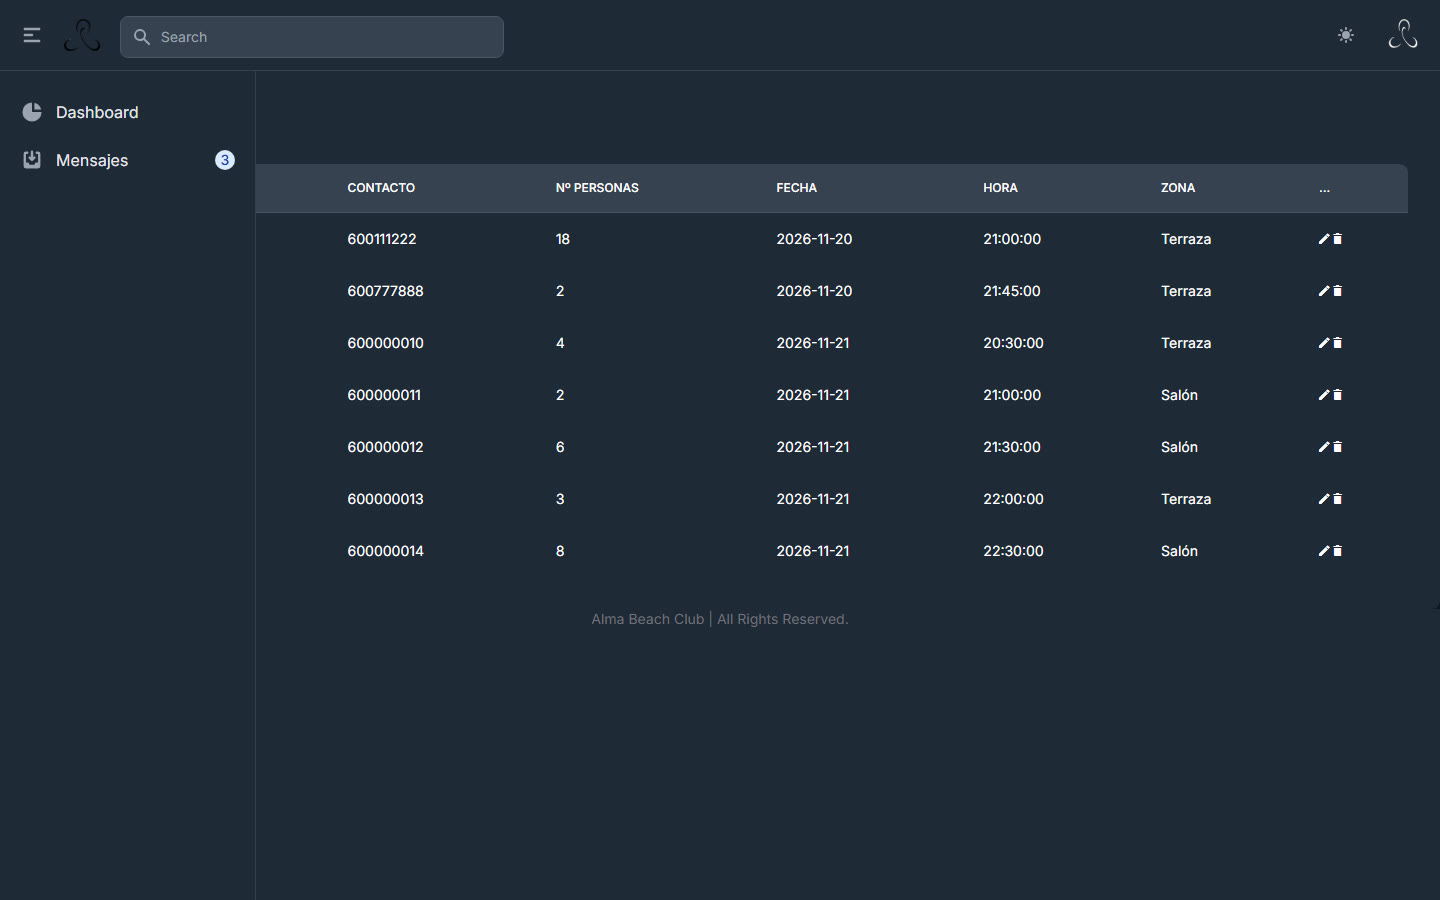 Search
Dashboard
Mensajes 3
CONTACTO Nº PERSONAS FECHA HORA ZONA ...
600111222 18 2026-11-20 21:00:00 Terraza
600777888 2 2026-11-20 21:45:00 Terraza
600000010 4 2026-11-21 20:30:00 Terraza
600000011 2 2026-11-21 21:00:00 Salón
600000012 6 2026-11-21 21:30:00 Salón
600000013 3 2026-11-21 22:00:00 Terraza
600000014 8 2026-11-21 22:30:00 Salón
Alma Beach Club | All Rights Reserved.